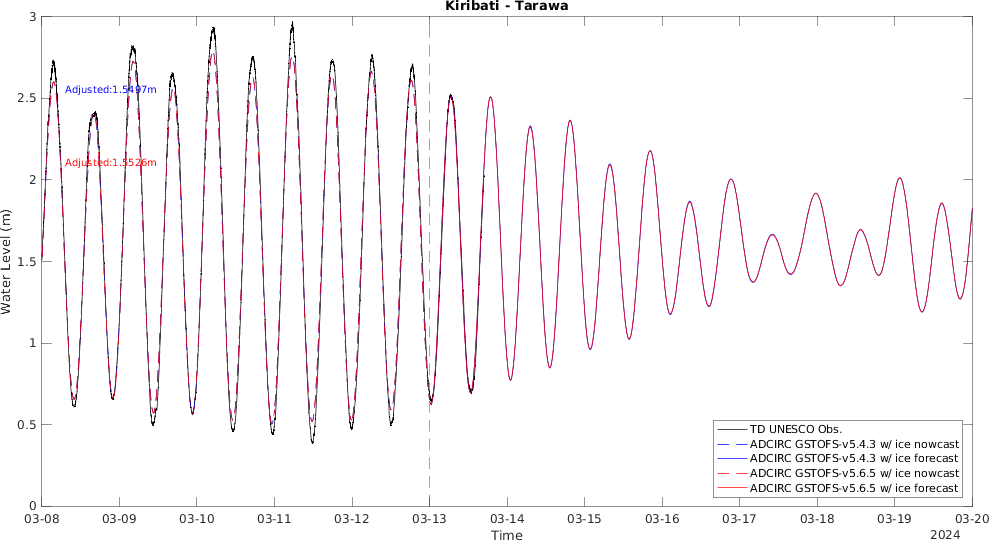 Kiribati - Tarawa
3
2.5
2
1.5
1
0.5
0
Water Level (m)
Adjusted:1.5497m
Adjusted:1.5526m
TD UNESCO Obs.
ADCIRC GSTOFS-v5.4.3 w/ ice nowcast
ADCIRC GSTOFS-v5.4.3 w/ ice forecast
ADCIRC GSTOFS-v5.6.5 w/ ice nowcast
ADCIRC GSTOFS-v5.6.5 w/ ice forecast
03-08 03-09 03-10 03-11 03-12 03-13 03-14 03-15 03-16 03-17 03-18 03-19 03-20
Time
2024